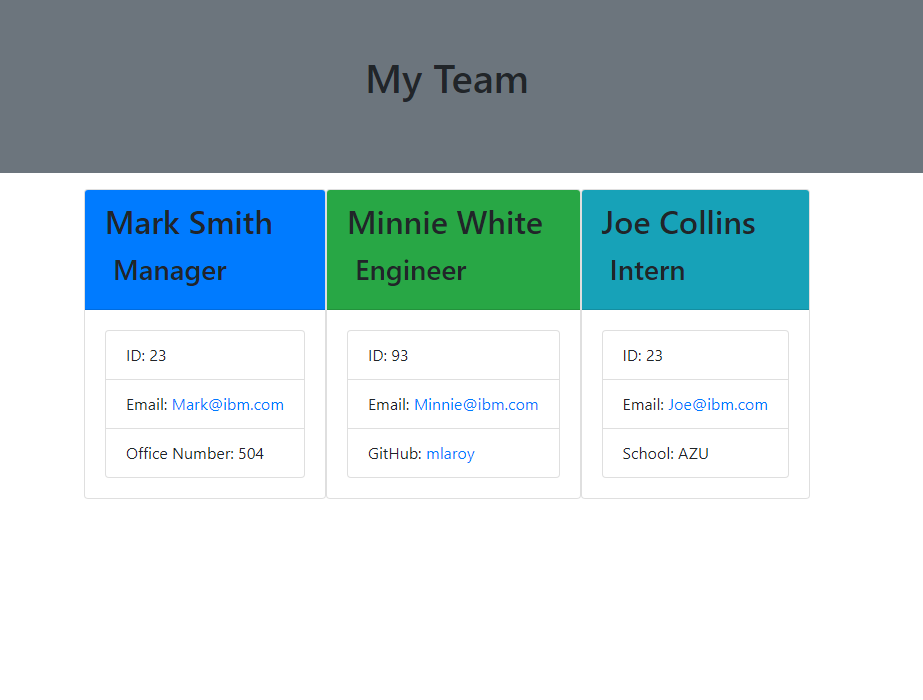 My Team
Mark Smith
Manager
ID: 23
Email: Mark@ibm.com
Office Number: 504
Minnie White
Engineer
ID: 93
Email: Minnie@ibm.com
GitHub: mlaroy
Joe Collins
Intern
ID: 23
Email: Joe@ibm.com
School: AZU